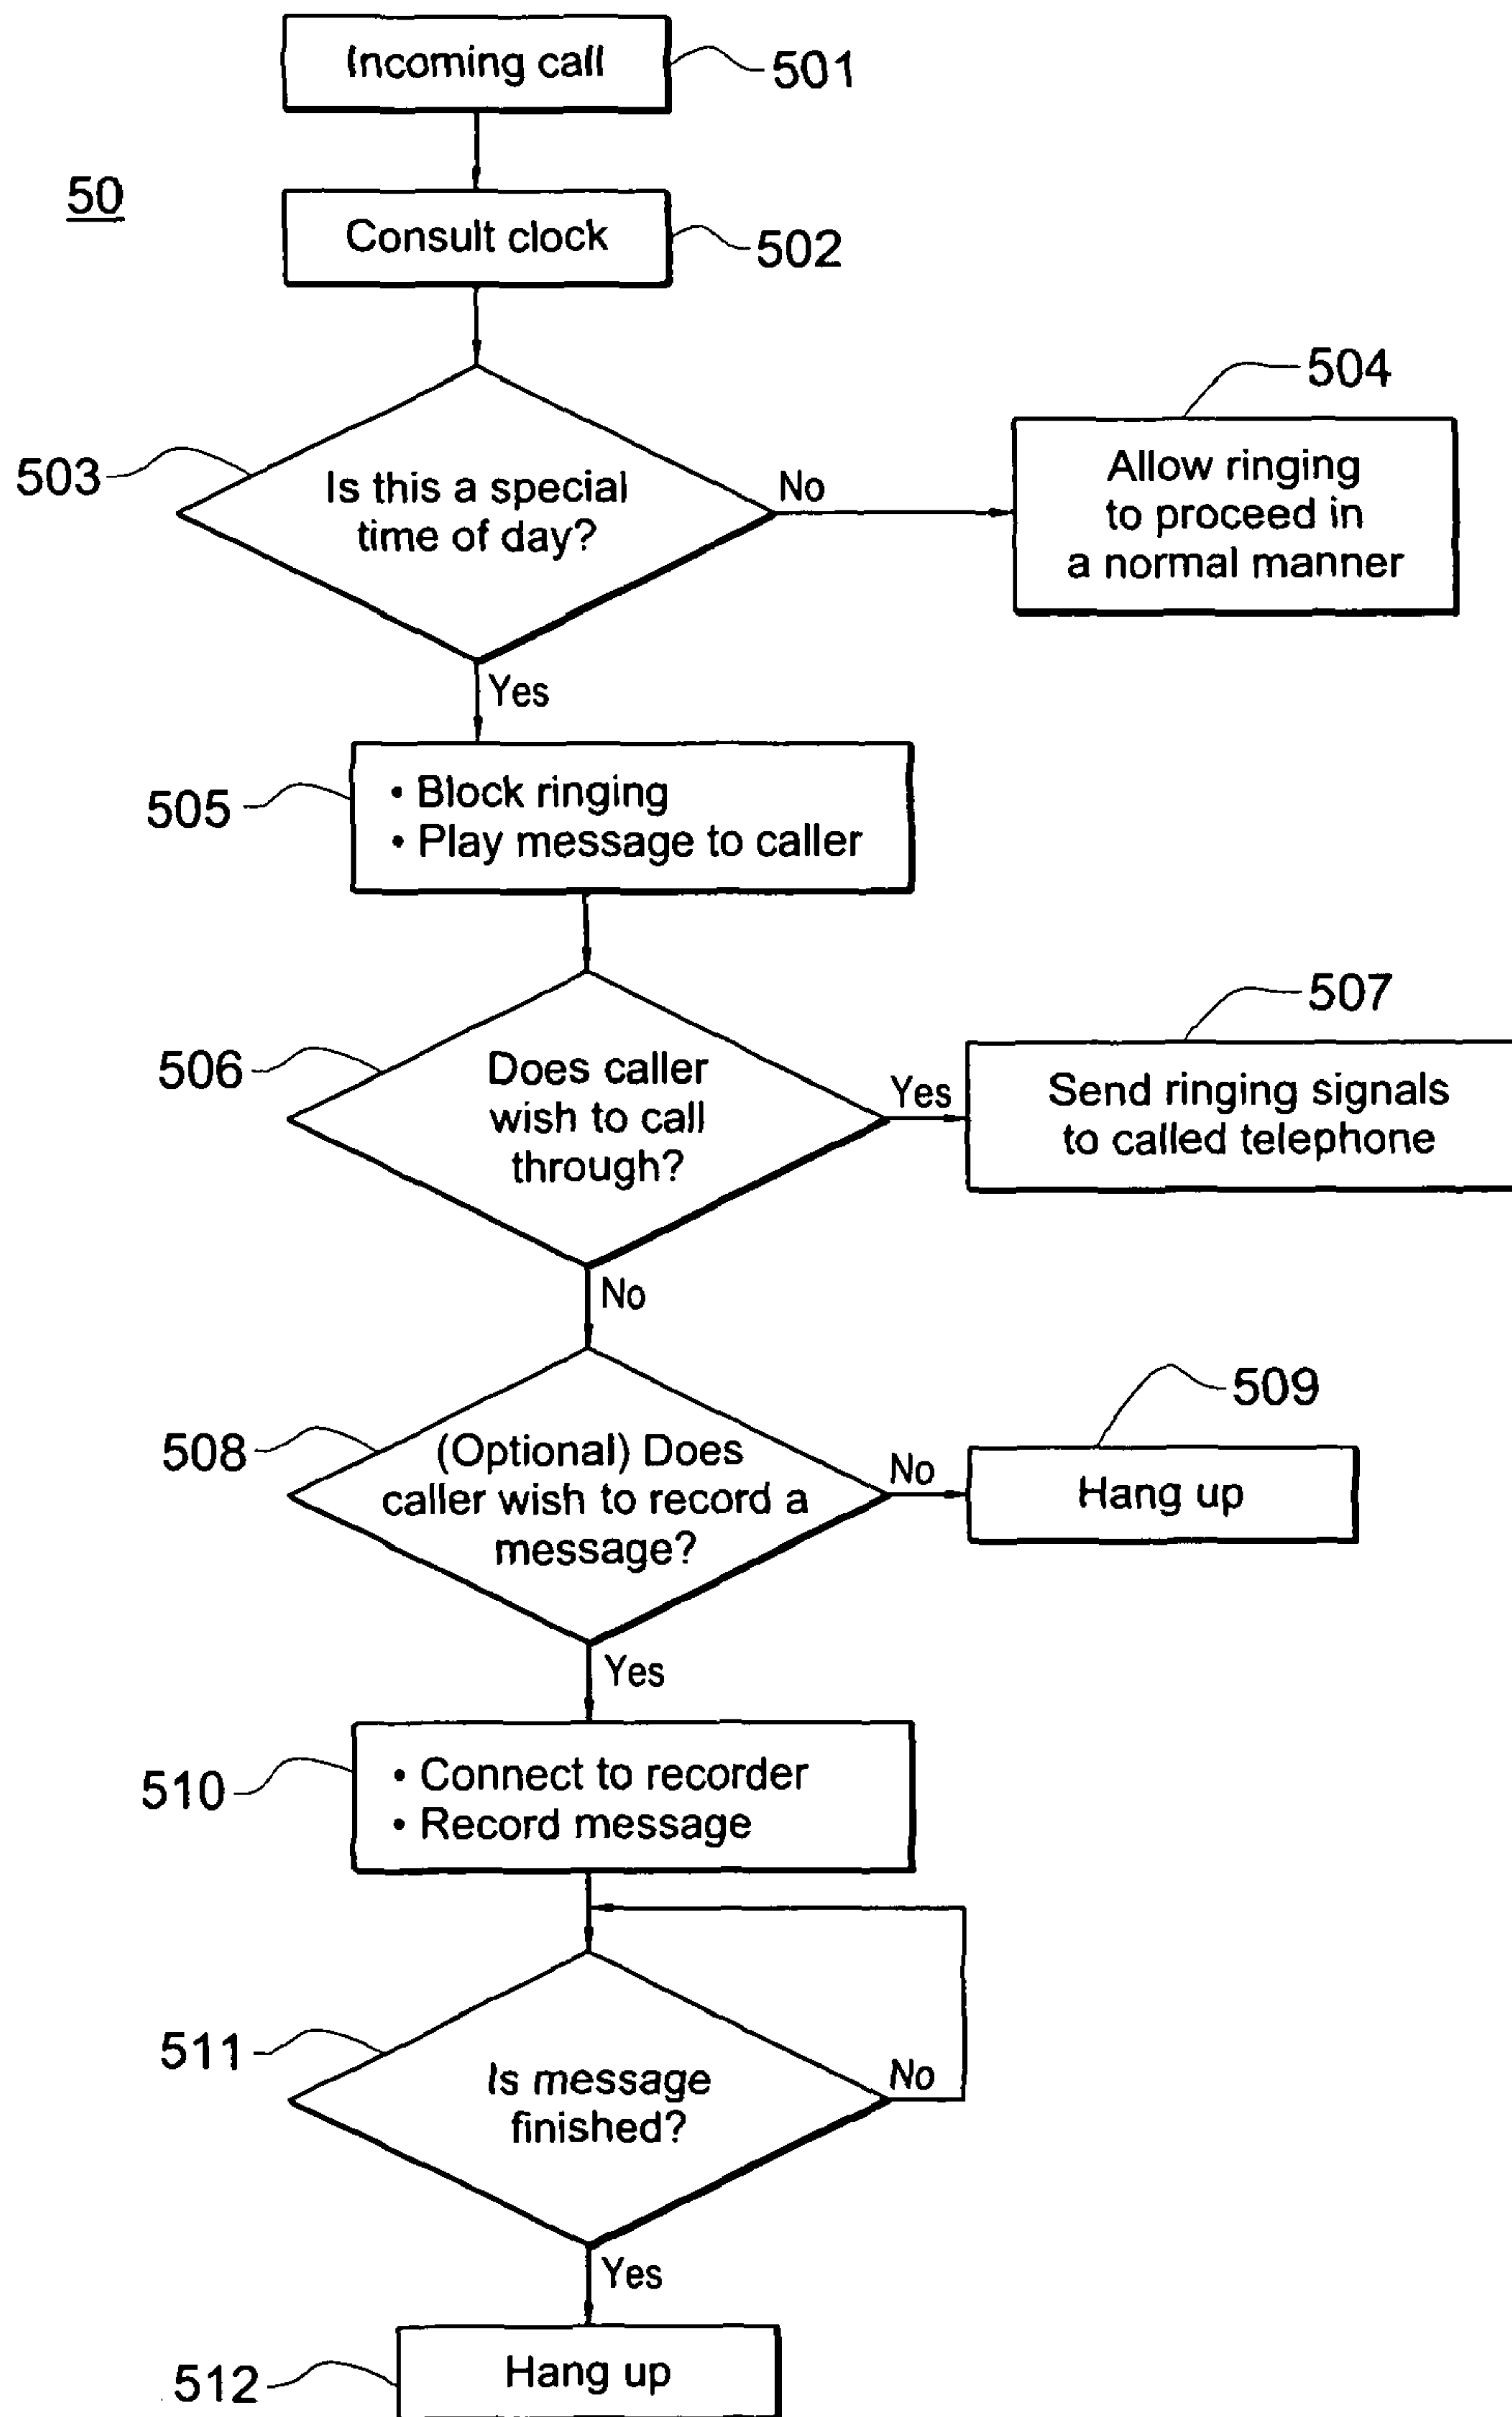 Incoming call
501
50
Consult clock
502
503
Is this a special
time of day?
No
504
Allow ringing
to proceed in
a normal manner
Yes
505
• Block ringing
• Play message to caller
506
Does caller
wish to call
through?
Yes
507
Send ringing signals
to called telephone
No
508
(Optional) Does
caller wish to record a
message?
No
509
Hang up
Yes
510
• Connect to recorder
• Record message
511
Is message
finished?
No
Yes
512
Hang up